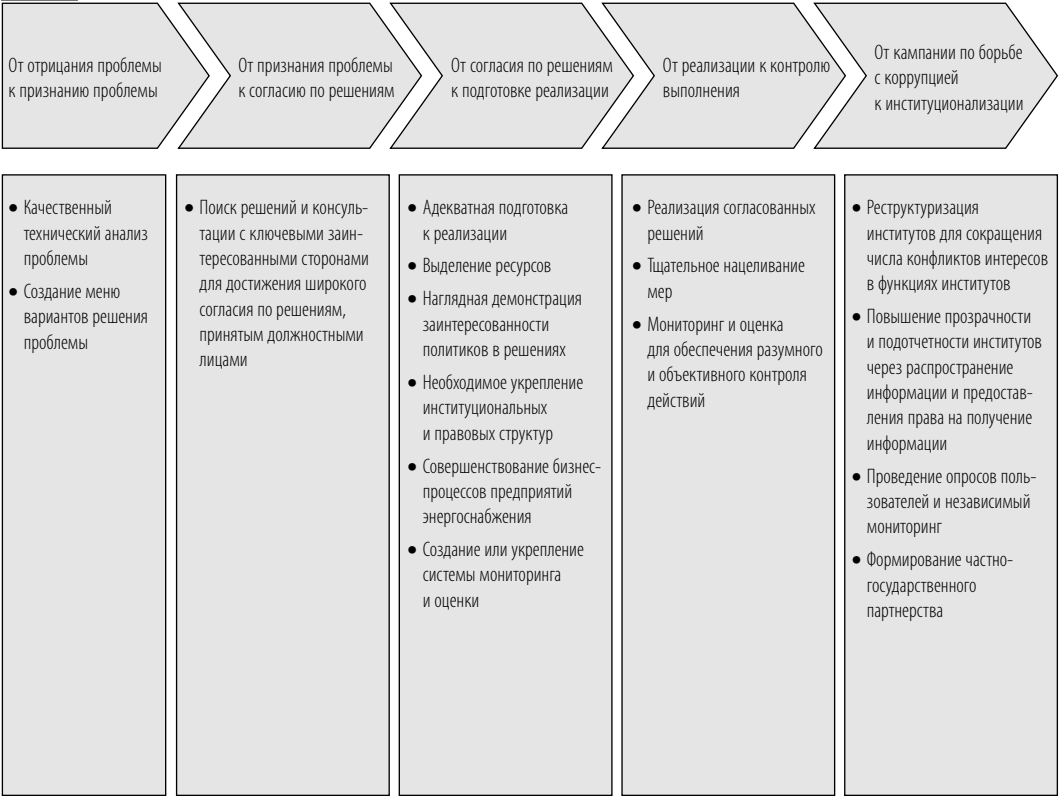 От отрицания проблемы
к признанию проблемы
От признания проблемы
к согласию по решениям
От согласия по решениям
к подготовке реализации
От реализации к контролю
выполнения
От кампании по борьбе
с коррупцией
к институционализации
● Качественный
технический анализ
проблемы
● Создание меню
вариантов решения
проблемы
● Поиск решений и консуль-
тации с ключевыми заин-
тересованными сторонами
для достижения широкого
согласия по решениям,
принятым должностными
лицами
● Адекватная подготовка
к реализации
● Выделение ресурсов
● Наглядная демонстрация
заинтересованности
политиков в решениях
● Необходимое укрепление
институциональных
и правовых структур
● Совершенствование бизнес-
процессов предприятий
энергоснабжения
● Создание или укрепление
системы мониторинга
и оценки
● Реализация согласованных
решений
● Тщательное нацеливание
мер
● Мониторинг и оценка
для обеспечения разумного
и объективного контроля
действий
● Реструктуризация
институтов для сокращения
числа конфликтов интересов
в функциях институтов
● Повышение прозрачности
и подотчетности институтов
через распространение
информации и предостав-
ления права на получение
информации
● Проведение опросов поль-
зователей и независимый
мониторинг
● Формирование частно-
государственного
партнерства